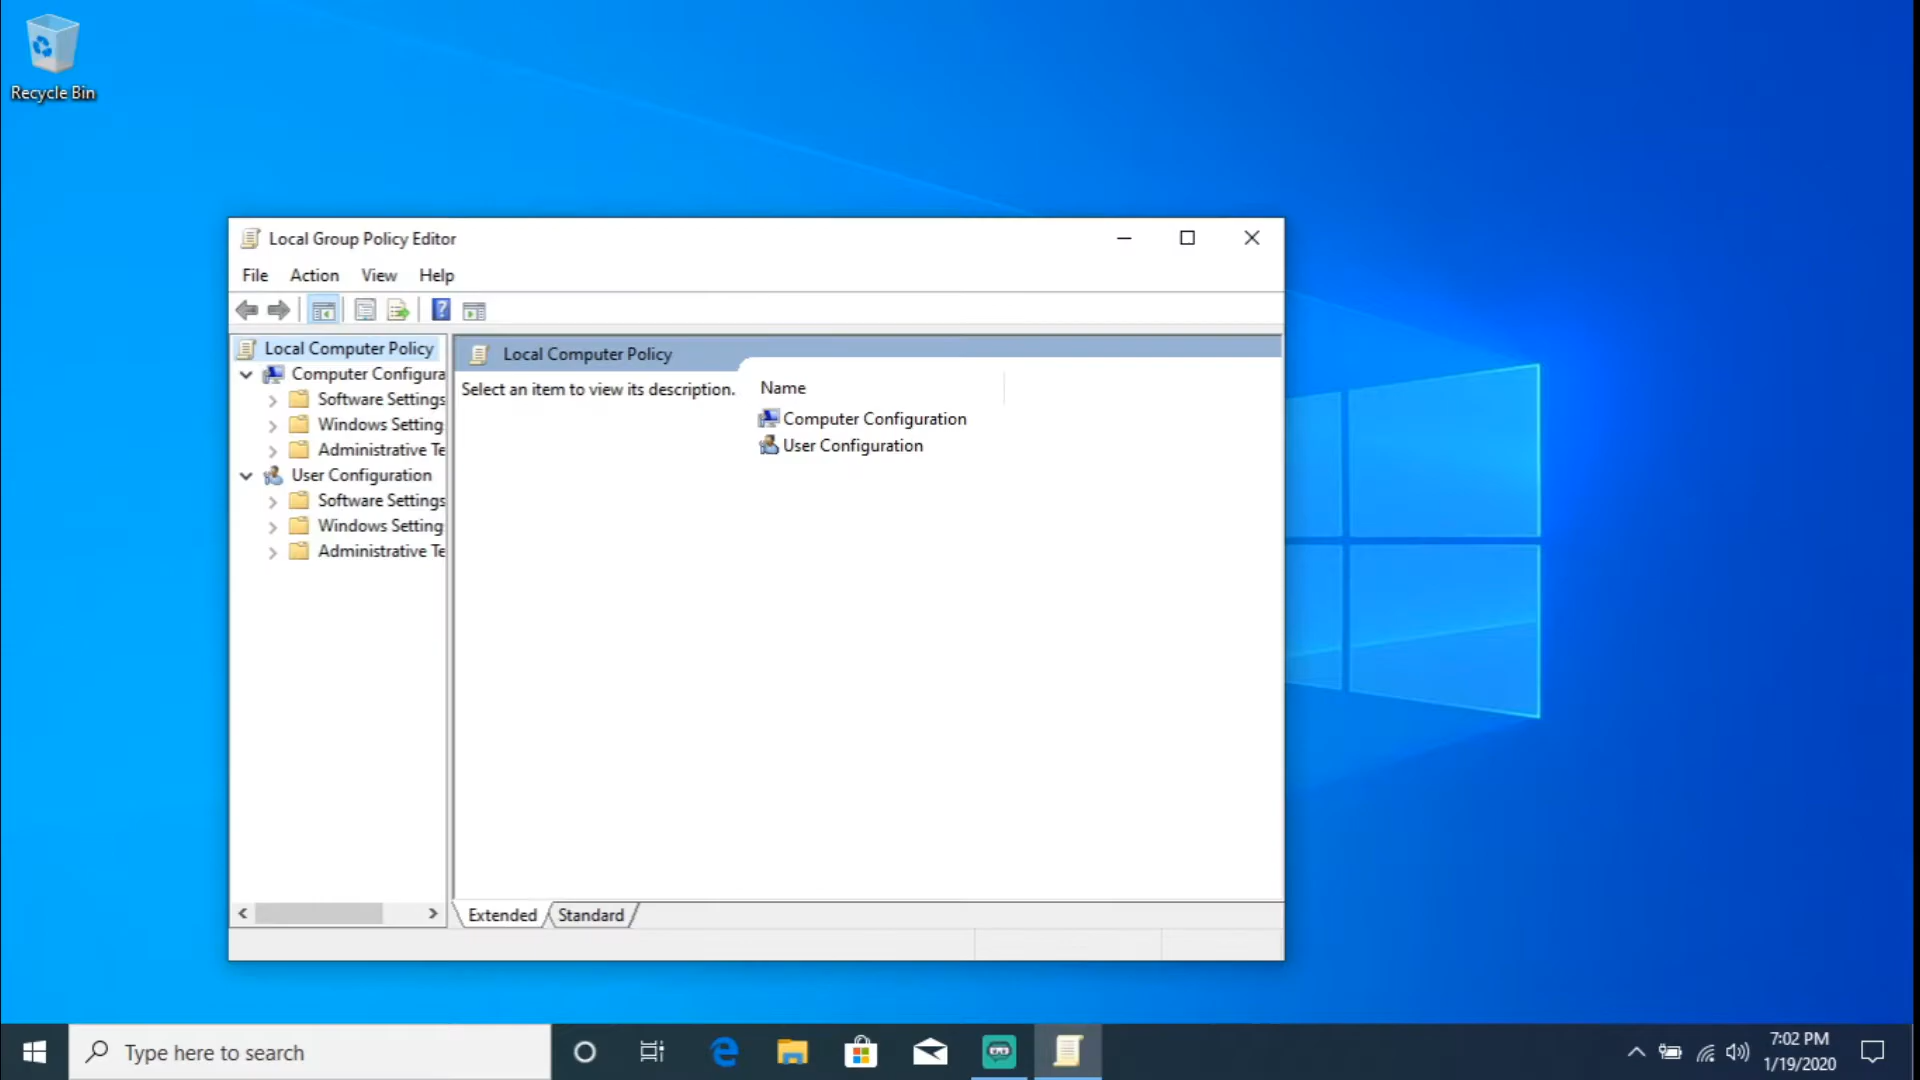 Recycle Bin
Local Group Policy Editor
File Action View Help
Local Computer Policy
Computer Configura
Software Settings
Windows Setting
Administrative Te
User Configuration
Software Settings
Windows Setting
Administrative Te
Local Computer Policy
Select an item to view its description.
Name
Computer Configuration
User Configuration
Extended Standard
Type here to search
7:02 PM
1/19/2020